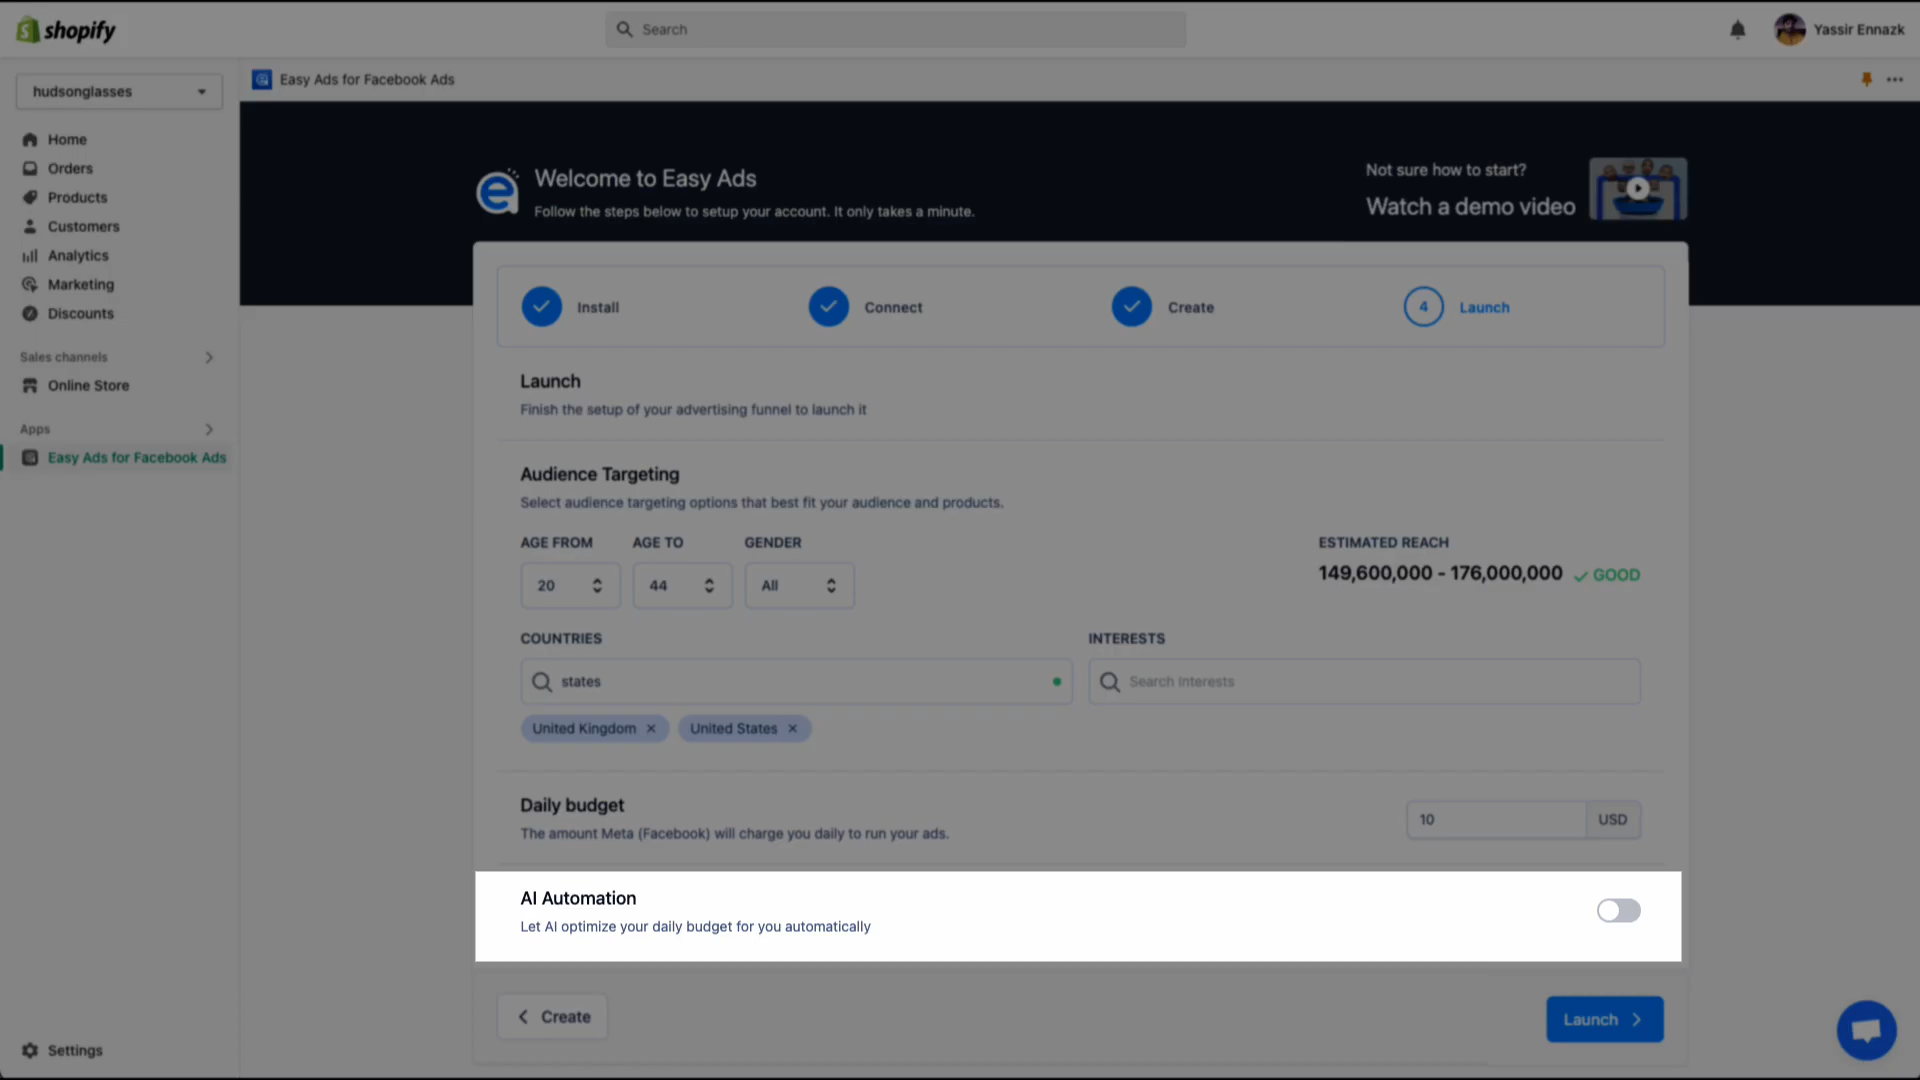 shopify
Search
Yassir Ennazk
hudsonglasses
Easy Ads for Facebook Ads
Home
Orders
Products
Customers
Analytics
Marketing
Discounts
Sales channels
Online Store
Apps
Easy Ads for Facebook Ads
Settings
Welcome to Easy Ads
Follow the steps below to setup your account. It only takes a minute.
Not sure how to start?
Watch a demo video
Install
Connect
Create
4 Launch
Launch
Finish the setup of your advertising funnel to launch it
Audience Targeting
Select audience targeting options that best fit your audience and products.
AGE FROM AGE TO GENDER
20 44 All
ESTIMATED REACH
149,600,000 - 176,000,000 GOOD
COUNTRIES
states
United Kingdom United States
INTERESTS
Search Interests
Daily budget
The amount Meta (Facebook) will charge you daily to run your ads.
10 USD
AI Automation
Let AI optimize your daily budget for you automatically
Create
Launch